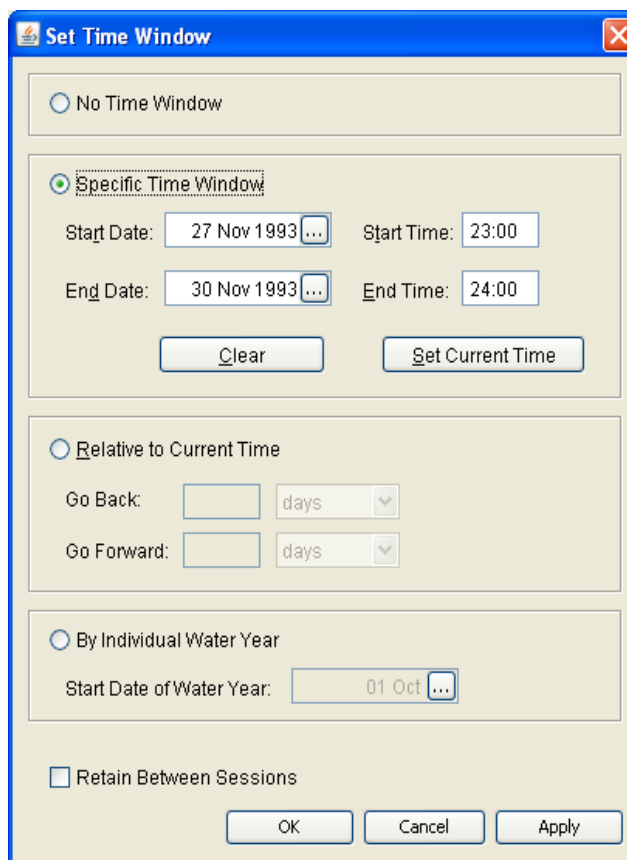 Set Time Window
No Time Window
Specific Time Window
Start Date: 27 Nov 1993 ... Start Time: 23:00
End Date: 30 Nov 1993 ... End Time: 24:00
Clear Set Current Time
Relative to Current Time
Go Back: days
Go Forward: days
By Individual Water Year
Start Date of Water Year: 01 Oct ...
Retain Between Sessions
OK Cancel Apply